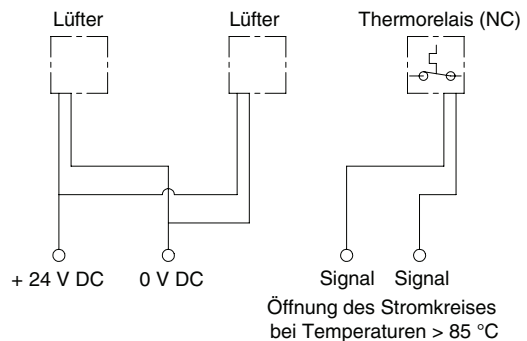 Lüfter
Lüfter
Thermorelais (NC)
+ 24 V DC
0 V DC
Signal
Signal
Öffnung des Stromkreises
bei Temperaturen > 85 °C